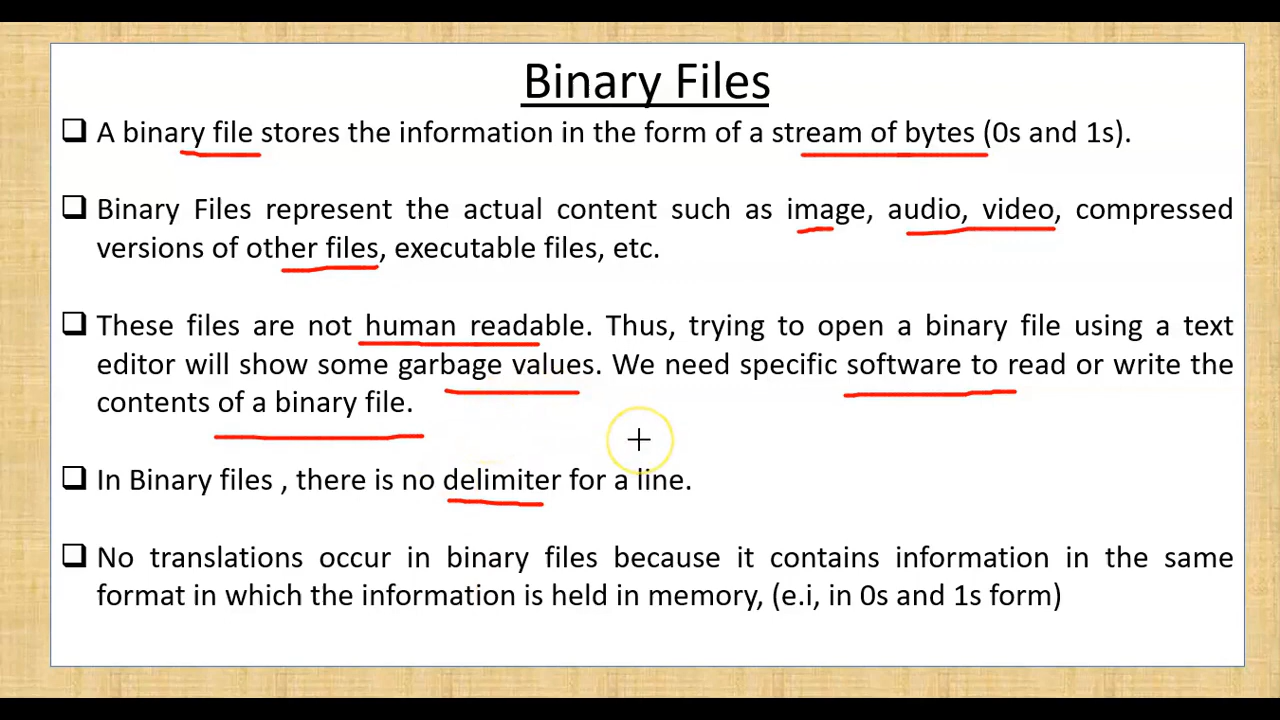 Binary Files
❑ A binary file stores the information in the form of a stream of bytes (0s and 1s).
❑ Binary Files represent the actual content such as image, audio, video, compressed
versions of other files, executable files, etc.
❑ These files are not human readable. Thus, trying to open a binary file using a text
editor will show some garbage values. We need specific software to read or write the
contents of a binary file.
❑ In Binary files , there is no delimiter for a line.
❑ No translations occur in binary files because it contains information in the same
format in which the information is held in memory, (e.i, in 0s and 1s form)